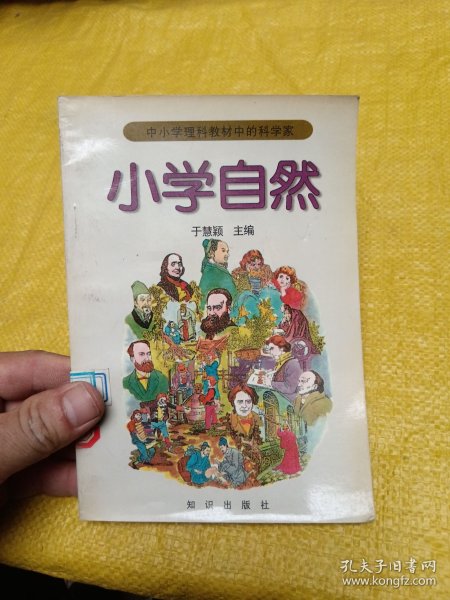 中小学理科教材中的科学家
小学自然
于慧颖 主编
知识出版社
孔夫子旧书网
www.kongfz.com